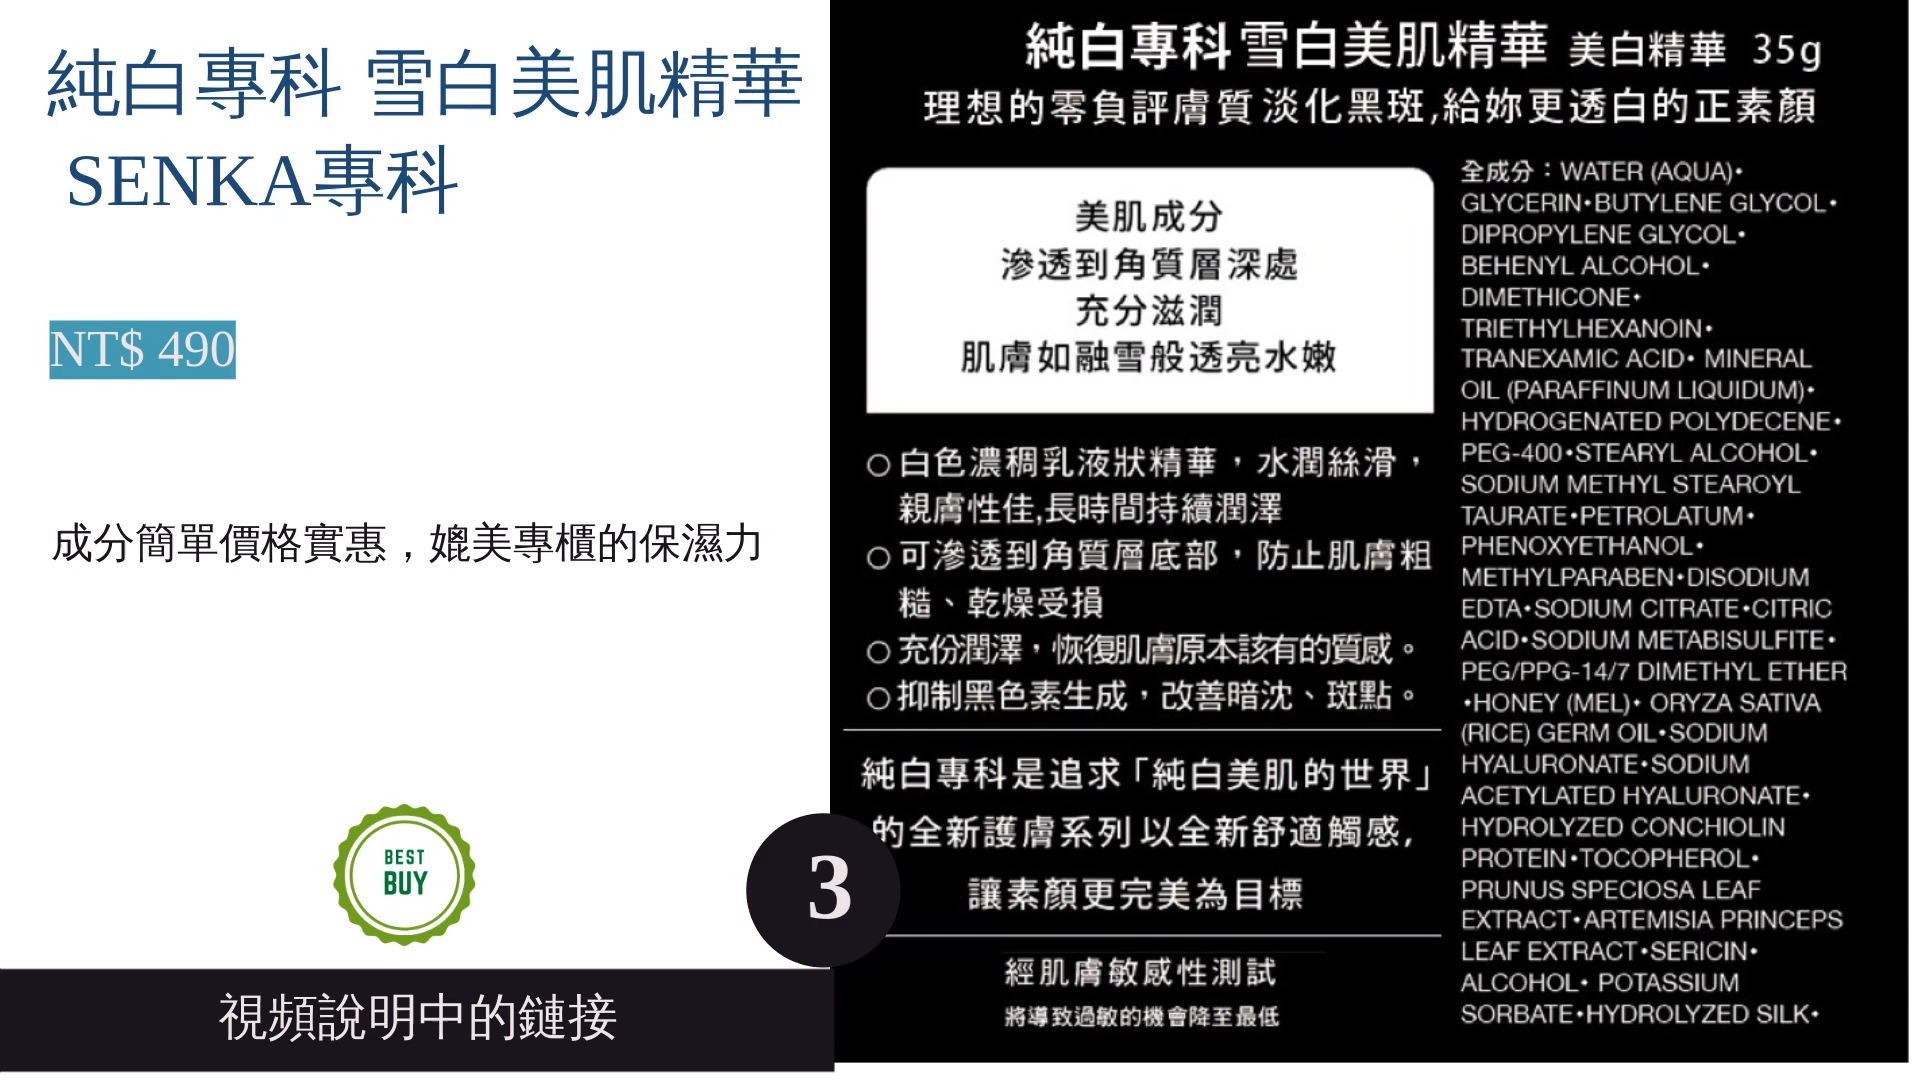 純白專科 雪白美肌精華
SENKA專科
NT$ 490
成分簡單價格實惠，媲美專櫃的保濕力
BEST
BUY
3
視頻說明中的鏈接
純白專科 雪白美肌精華 美白精華 35g
理想的零負評膚質 淡化黑斑,給妳更透白的正素顏
美肌成分
滲透到角質層深處
充分滋潤
肌膚如融雪般透亮水嫩
○ 白色濃稠乳液狀精華，水潤絲滑，
親膚性佳,長時間持續潤澤
○ 可滲透到角質層底部，防止肌膚粗
糙、乾燥受損
○ 充份潤澤，恢復肌膚原本該有的質感。
○ 抑制黑色素生成，改善暗沈、斑點。
純白專科是追求「純白美肌的世界」
的全新護膚系列 以全新舒適觸感,
讓素顏更完美為目標
經肌膚敏感性測試
將導致過敏的機會降至最低
全成分：WATER (AQUA)•
GLYCERIN•BUTYLENE GLYCOL•
DIPROPYLENE GLYCOL•
BEHENYL ALCOHOL•
DIMETHICONE•
TRIETHYLHEXANOIN•
TRANEXAMIC ACID• MINERAL
OIL (PARAFFINUM LIQUIDUM)•
HYDROGENATED POLYDECENE•
PEG-400•STEARYL ALCOHOL•
SODIUM METHYL STEAROYL
TAURATE•PETROLATUM•
PHENOXYETHANOL•
METHYLPARABEN•DISODIUM
EDTA•SODIUM CITRATE•CITRIC
ACID•SODIUM METABISULFITE•
PEG/PPG-14/7 DIMETHYL ETHER
•HONEY (MEL)• ORYZA SATIVA
(RICE) GERM OIL•SODIUM
HYALURONATE•SODIUM
ACETYLATED HYALURONATE•
HYDROLYZED CONCHIOLIN
PROTEIN•TOCOPHEROL•
PRUNUS SPECIOSA LEAF
EXTRACT•ARTEMISIA PRINCEPS
LEAF EXTRACT•SERICIN•
ALCOHOL• POTASSIUM
SORBATE•HYDROLYZED SILK•